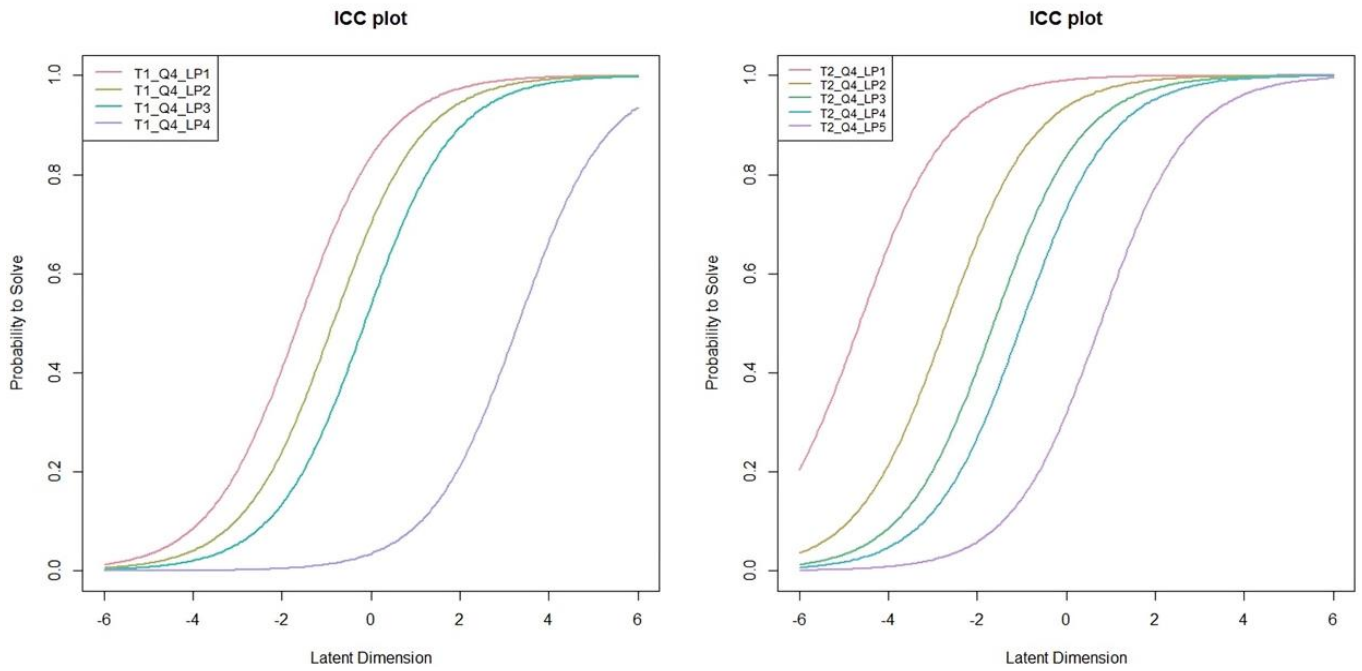 ICC plot
T1_Q4_LP1
T1_Q4_LP2
T1_Q4_LP3
T1_Q4_LP4
Probability to Solve
1.0
0.8
0.6
0.4
0.2
0.0
-6 -4 -2 0 2 4 6
Latent Dimension
ICC plot
T2_Q4_LP1
T2_Q4_LP2
T2_Q4_LP3
T2_Q4_LP4
T2_Q4_LP5
Probability to Solve
1.0
0.8
0.6
0.4
0.2
0.0
-6 -4 -2 0 2 4 6
Latent Dimension